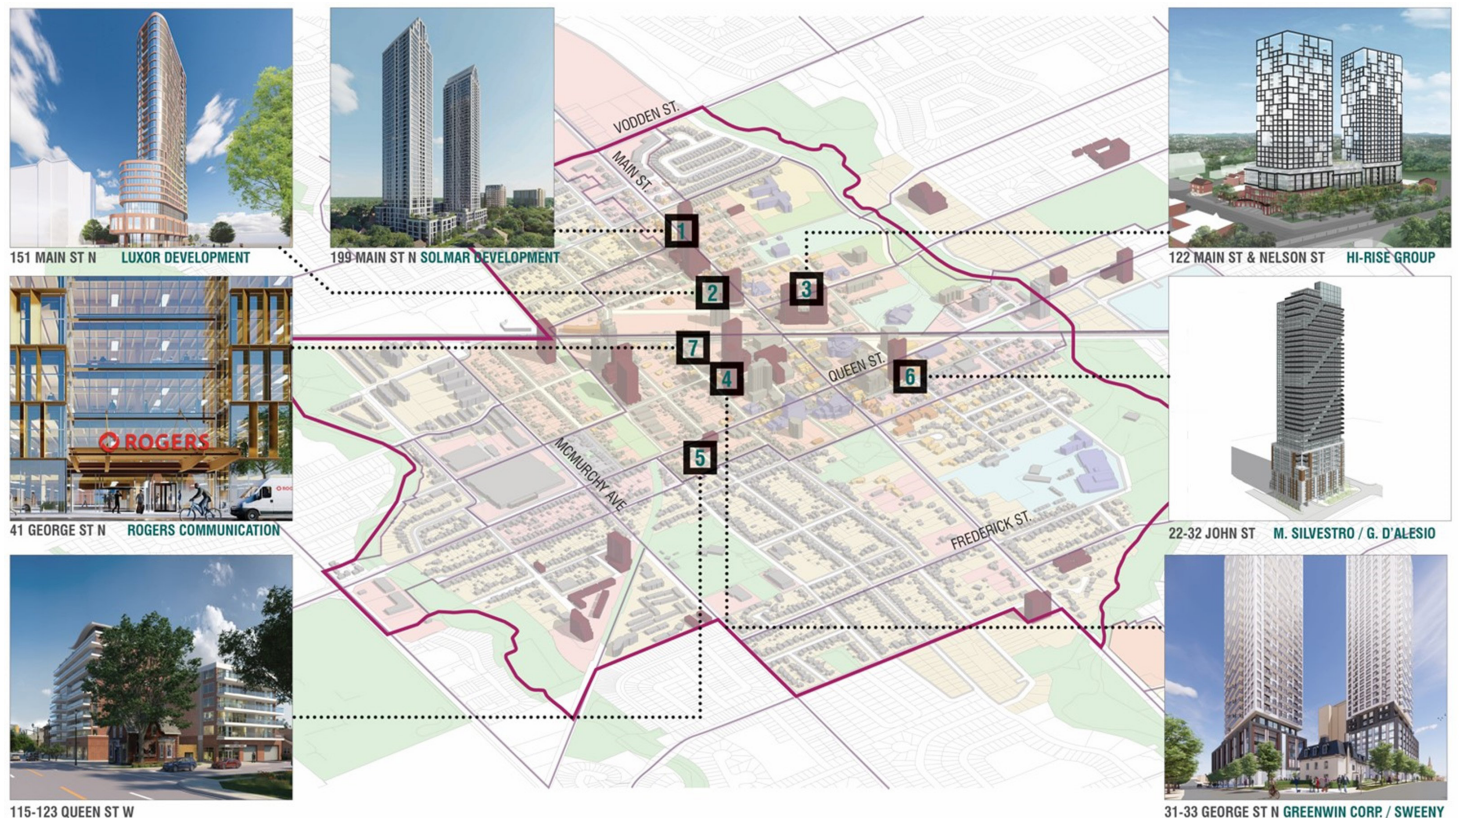 151 MAIN ST N LUXOR DEVELOPMENT
199 MAIN ST N SOLMAR DEVELOPMENT
122 MAIN ST & NELSON ST HI-RISE GROUP
VODDEN ST.
MAIN ST.
1
2
3
7
4
QUEEN ST.
6
5
MCMURCHY AVE
FREDERICK ST.
ROGERS
41 GEORGE ST N ROGERS COMMUNICATION
22-32 JOHN ST M. SILVESTRO / G. D'ALESIO
115-123 QUEEN ST W
31-33 GEORGE ST N GREENWIN CORP. / SWEENY